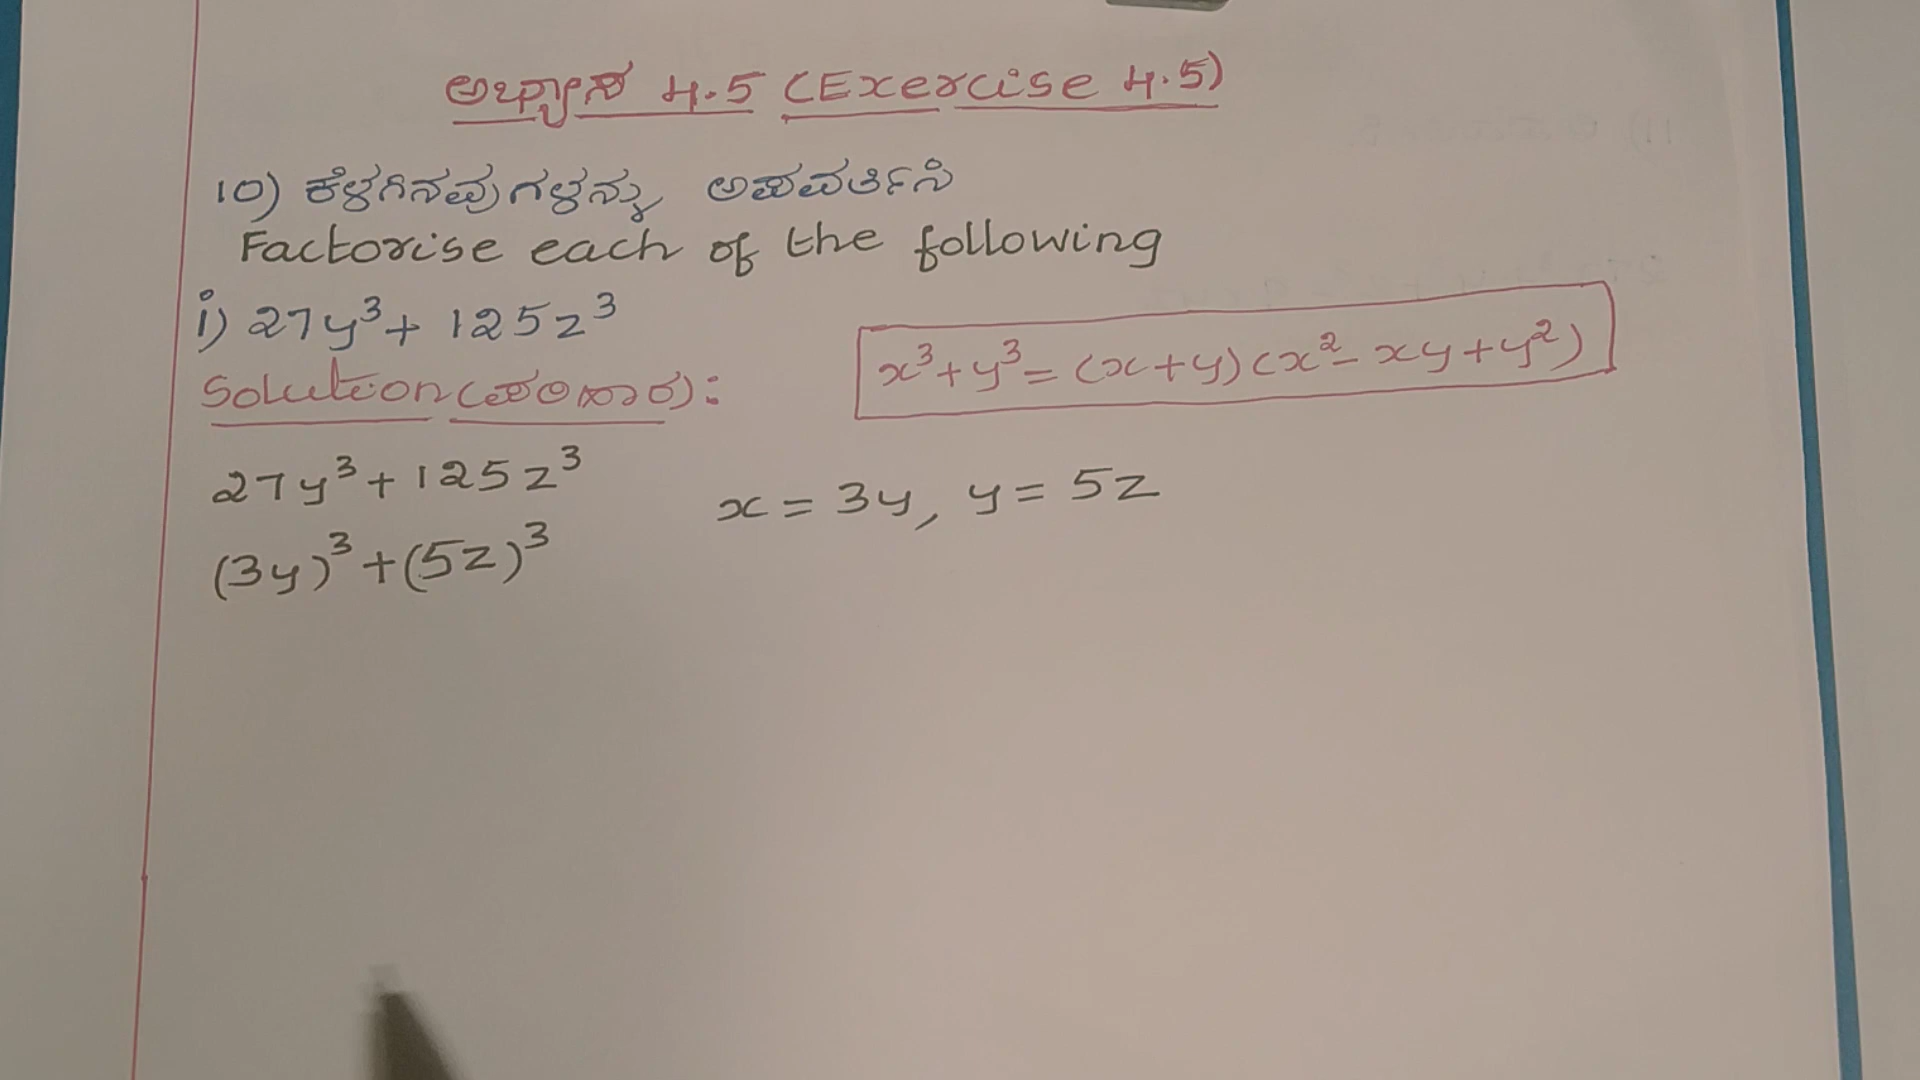 ಅಭ್ಯಾಸ 4.5 (Exercise 4.5)
10) ಕೆಳಗಿನವುಗಳನ್ನು ಅಪವರ್ತಿಸಿ
Factorise each of the following
i) 27y³ + 125z³
x³ + y³ = (x+y)(x² - xy + y²)
Solution (ಪರಿಹಾರ):
27y³ + 125z³
x = 3y, y = 5z
(3y)³ + (5z)³